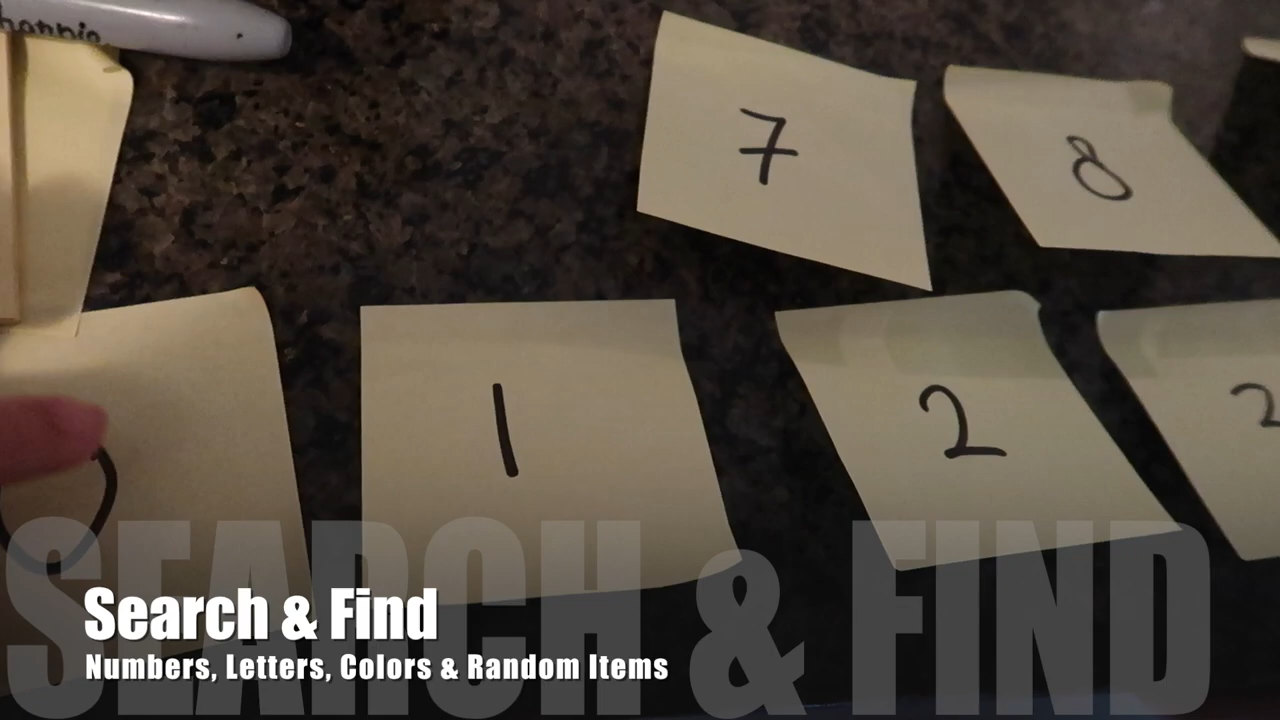 7 8
1 2
SEARCH & FIND
Search & Find
Numbers, Letters, Colors & Random Items